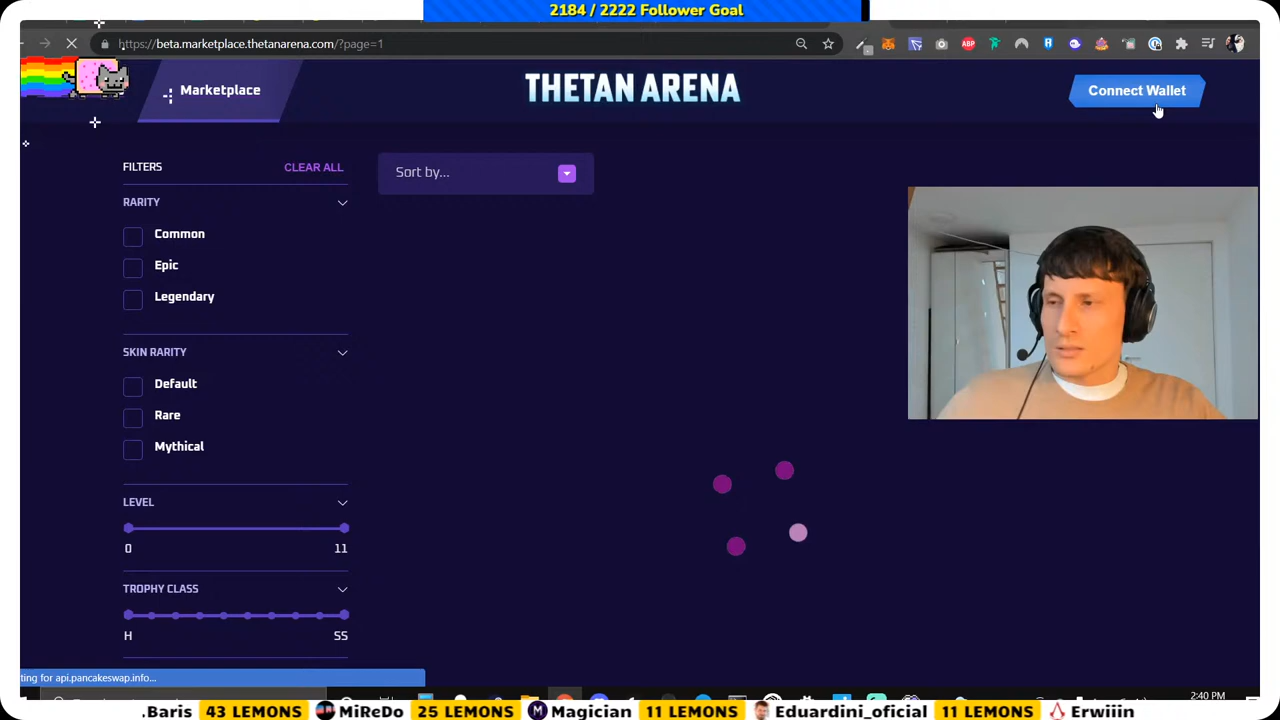 2184 / 2222 Follower Goal
https://beta.marketplace.thetanarena.com/?page=1
Marketplace
THETAN ARENA
Connect Wallet
FILTERS
CLEAR ALL
Sort by...
RARITY
Common
Epic
Legendary
SKIN RARITY
Default
Rare
Mythical
LEVEL
0
11
TROPHY CLASS
H
SS
ting for api.pancakeswap.info...
2:40 PM
.Baris 43 LEMONS MiReDo 25 LEMONS Magician 11 LEMONS Eduardini_oficial 11 LEMONS Erwiiin